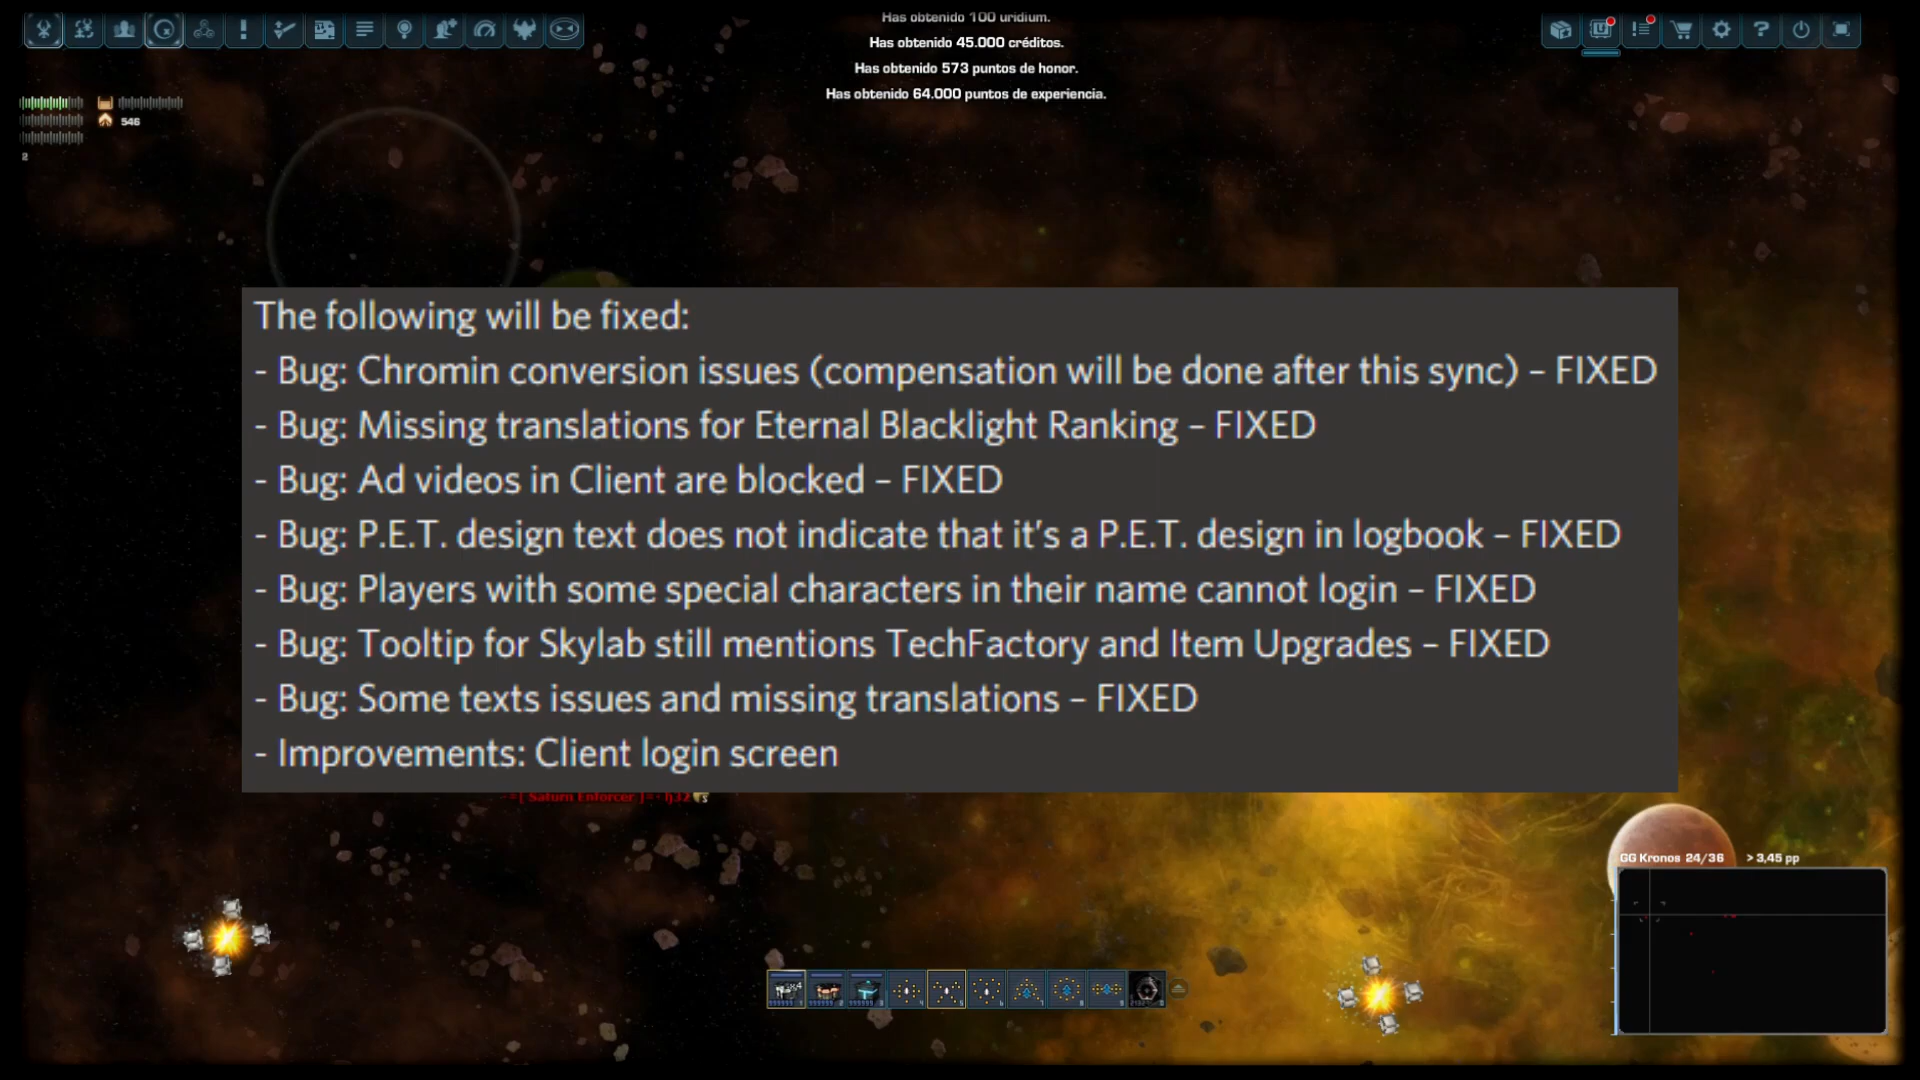 Has obtenido 100 uridium.
Has obtenido 45.000 créditos.
Has obtenido 573 puntos de honor.
Has obtenido 64.000 puntos de experiencia.
546
2
The following will be fixed:
- Bug: Chromin conversion issues (compensation will be done after this sync) – FIXED
- Bug: Missing translations for Eternal Blacklight Ranking – FIXED
- Bug: Ad videos in Client are blocked – FIXED
- Bug: P.E.T. design text does not indicate that it's a P.E.T. design in logbook – FIXED
- Bug: Players with some special characters in their name cannot login – FIXED
- Bug: Tooltip for Skylab still mentions TechFactory and Item Upgrades – FIXED
- Bug: Some texts issues and missing translations – FIXED
- Improvements: Client login screen
Saturn Enforcer
GG Kronos 24/36 > 3,45 pp